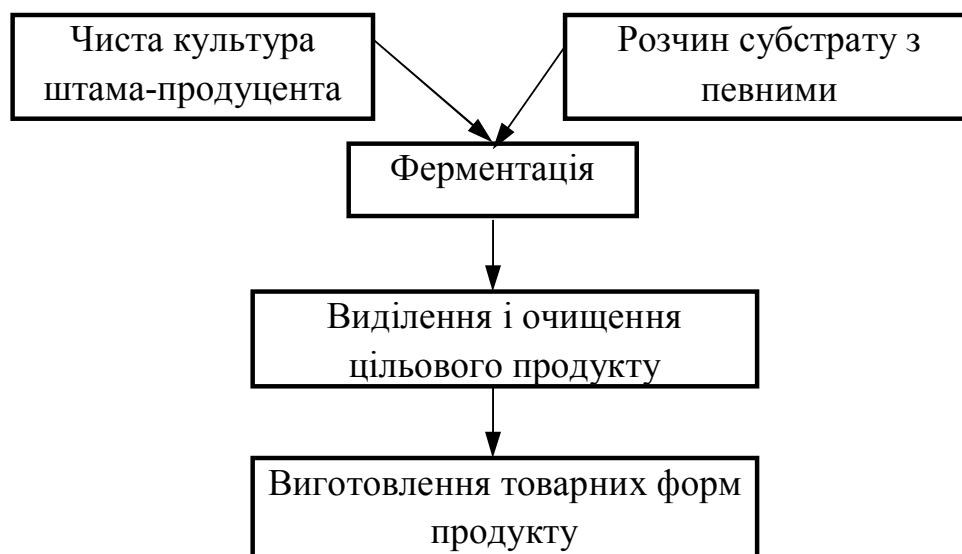 Чиста культура
штама-продуцента
Розчин субстрату з
певними
Ферментація
Виділення і очищення
цільового продукту
Виготовлення товарних форм
продукту